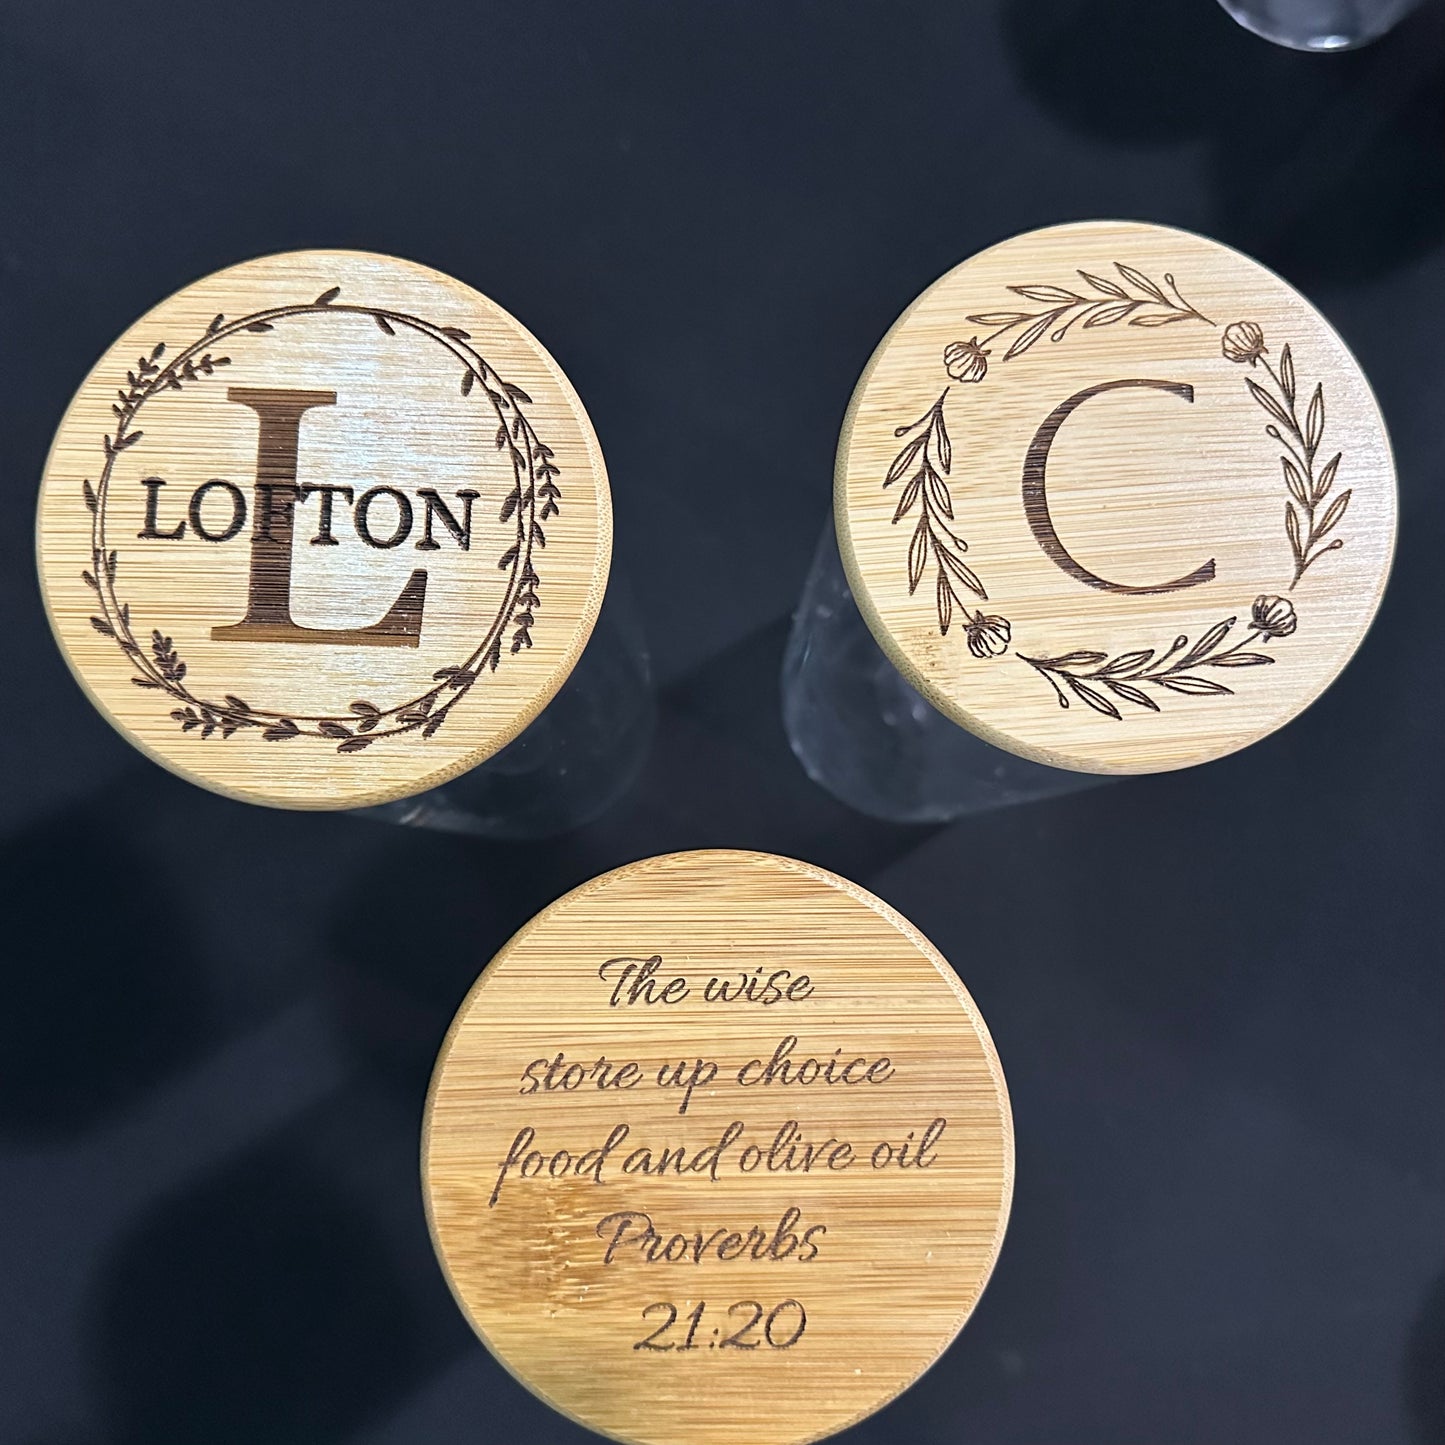 L
LOFTON
C
The wise
store up choice
food and olive oil
Proverbs
21:20